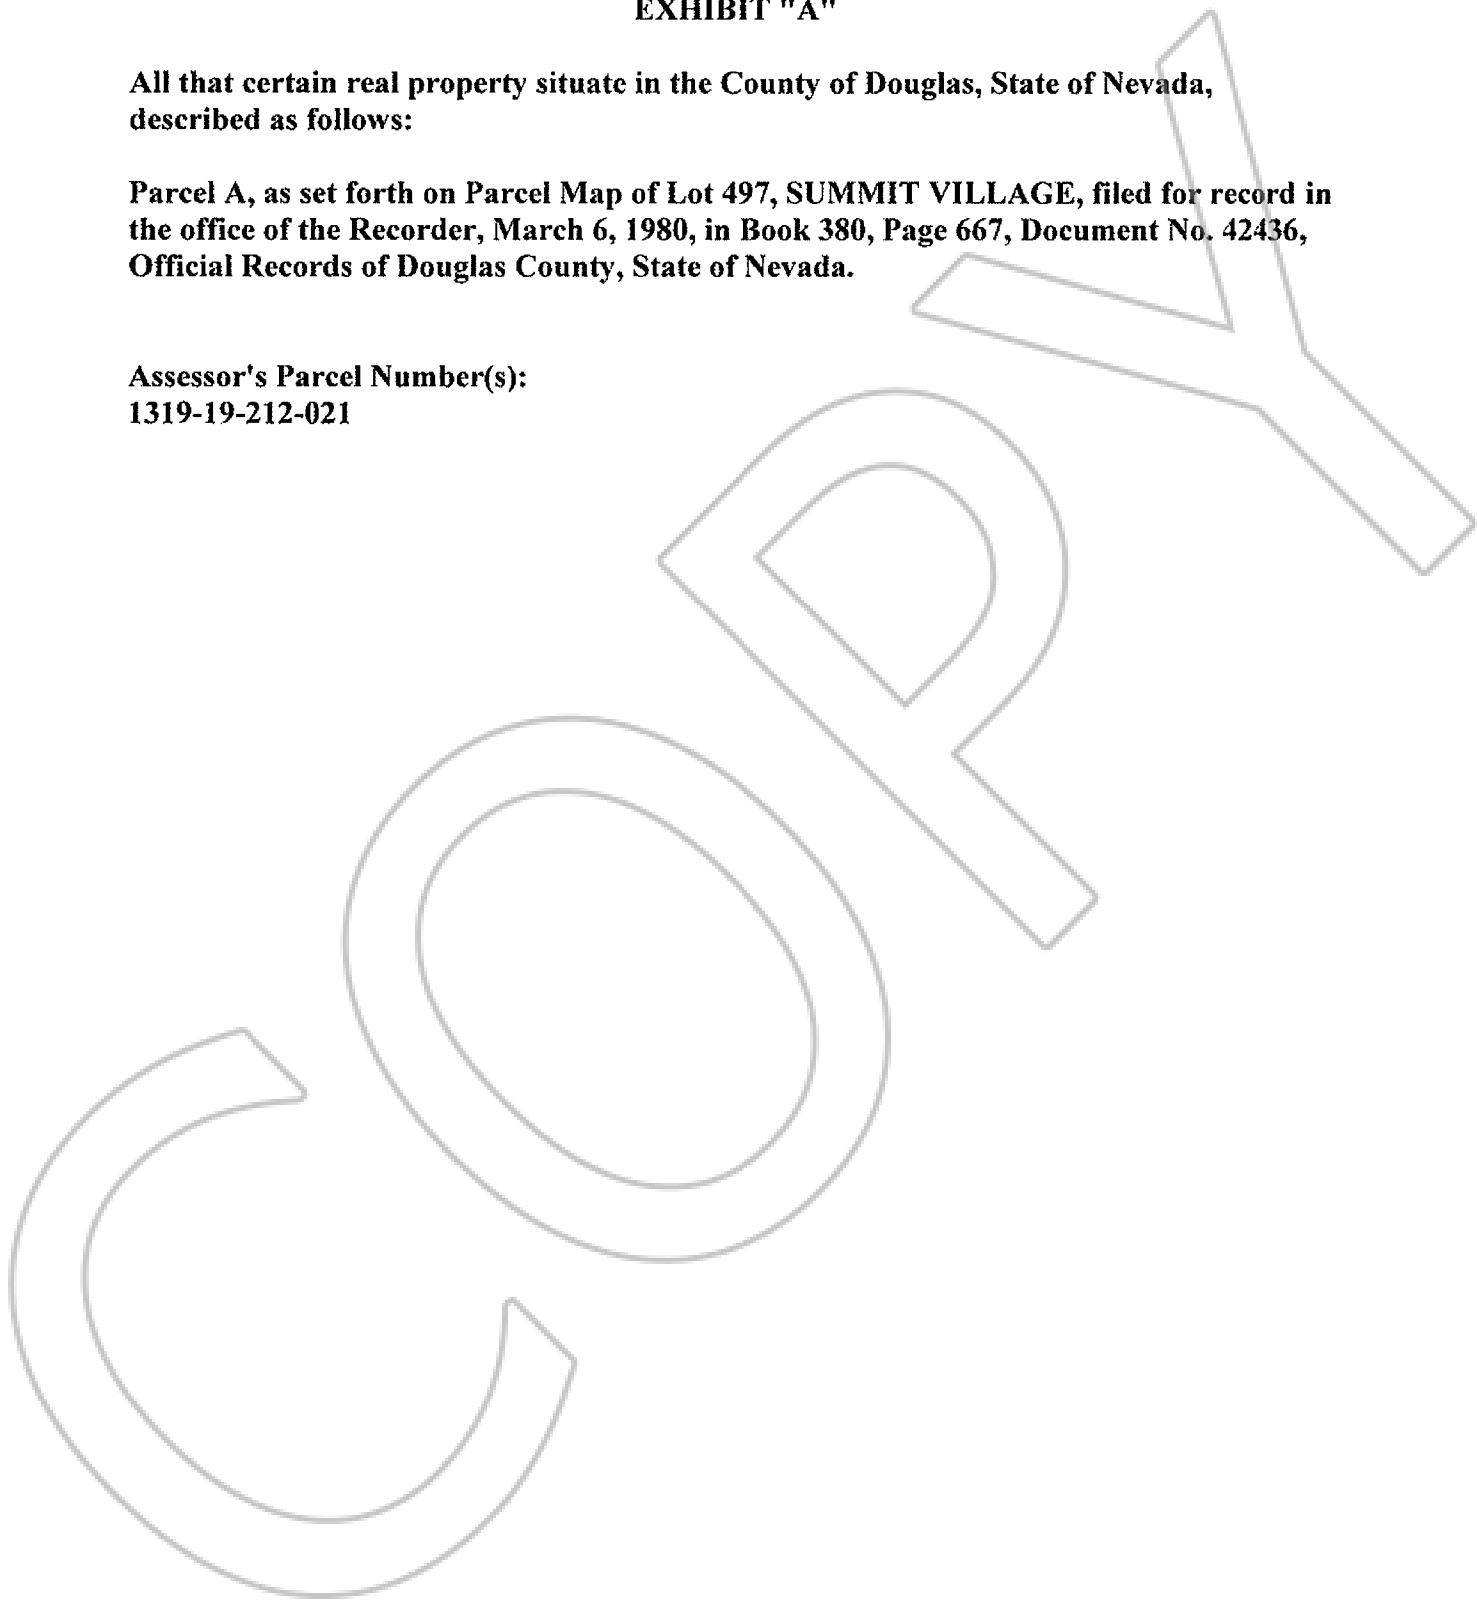 EXHIBIT "A"
All that certain real property situate in the County of Douglas, State of Nevada,
described as follows:
Parcel A, as set forth on Parcel Map of Lot 497, SUMMIT VILLAGE, filed for record in
the office of the Recorder, March 6, 1980, in Book 380, Page 667, Document No. 42436,
Official Records of Douglas County, State of Nevada.
Assessor's Parcel Number(s):
1319-19-212-021
COPY